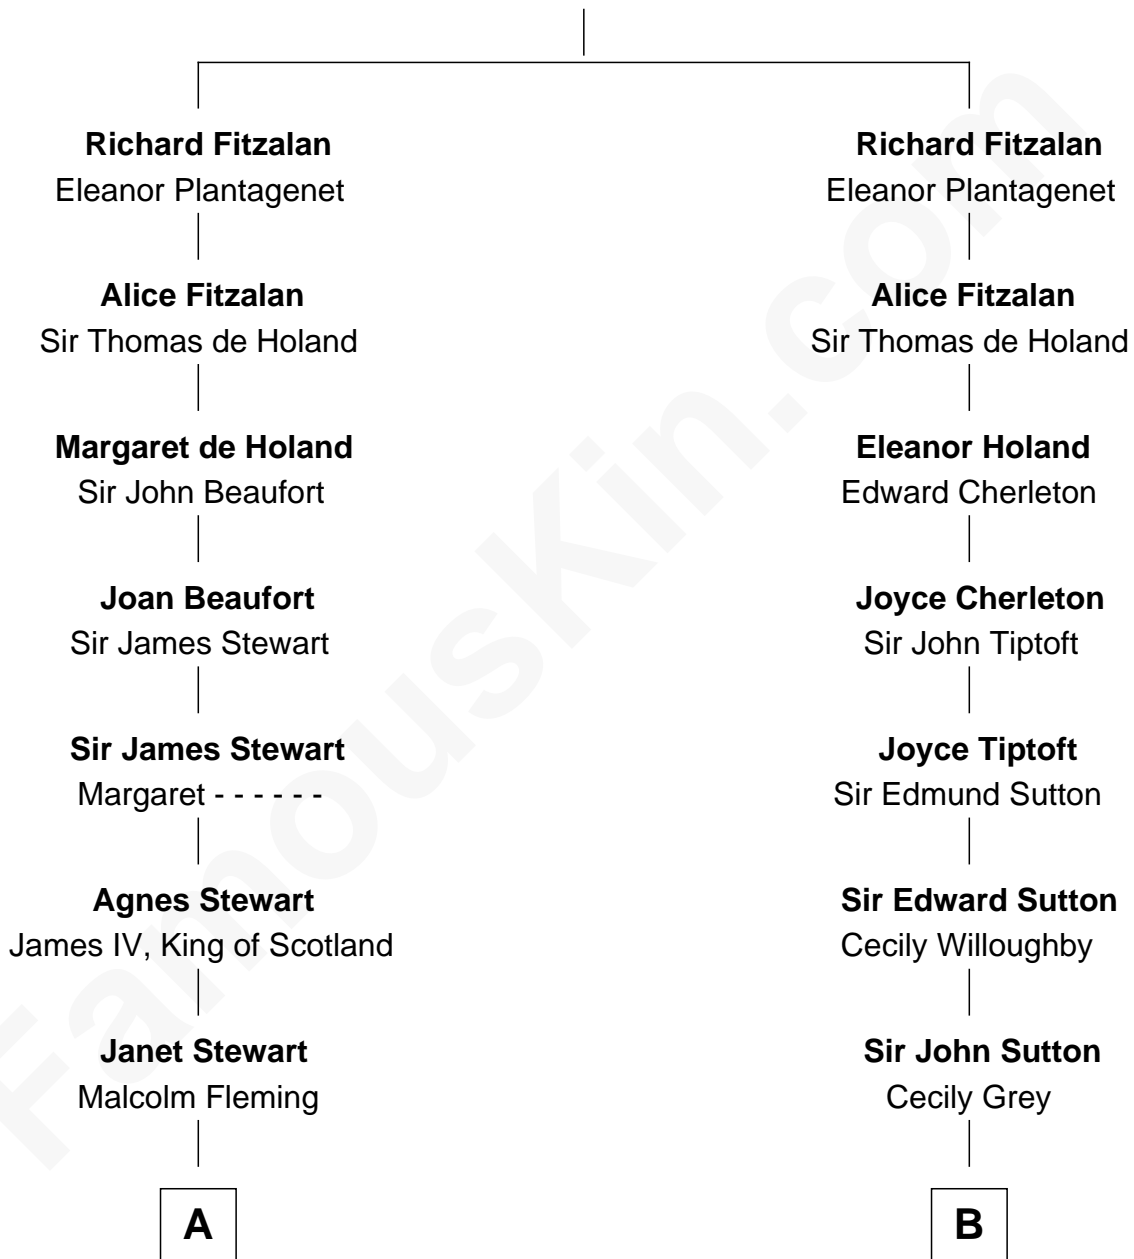 Richard Fitzalan
Eleanor Plantagenet
Alice Fitzalan
Sir Thomas de Holand
Margaret de Holand
Sir John Beaufort
Joan Beaufort
Sir James Stewart
Sir James Stewart
Margaret - - - - - -
Agnes Stewart
James IV, King of Scotland
Janet Stewart
Malcolm Fleming
A
Richard Fitzalan
Eleanor Plantagenet
Alice Fitzalan
Sir Thomas de Holand
Eleanor Holand
Edward Cherleton
Joyce Cherleton
Sir John Tiptoft
Joyce Tiptoft
Sir Edmund Sutton
Sir Edward Sutton
Cecily Willoughby
Sir John Sutton
Cecily Grey
B
FamousKin.com